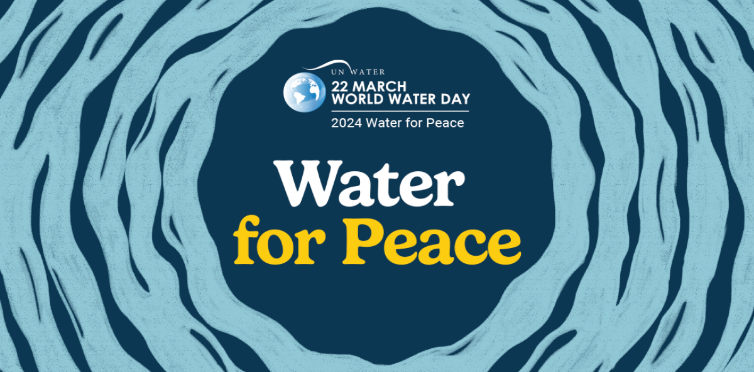 UN WATER
22 MARCH
WORLD WATER DAY
2024 Water for Peace
Water
for Peace